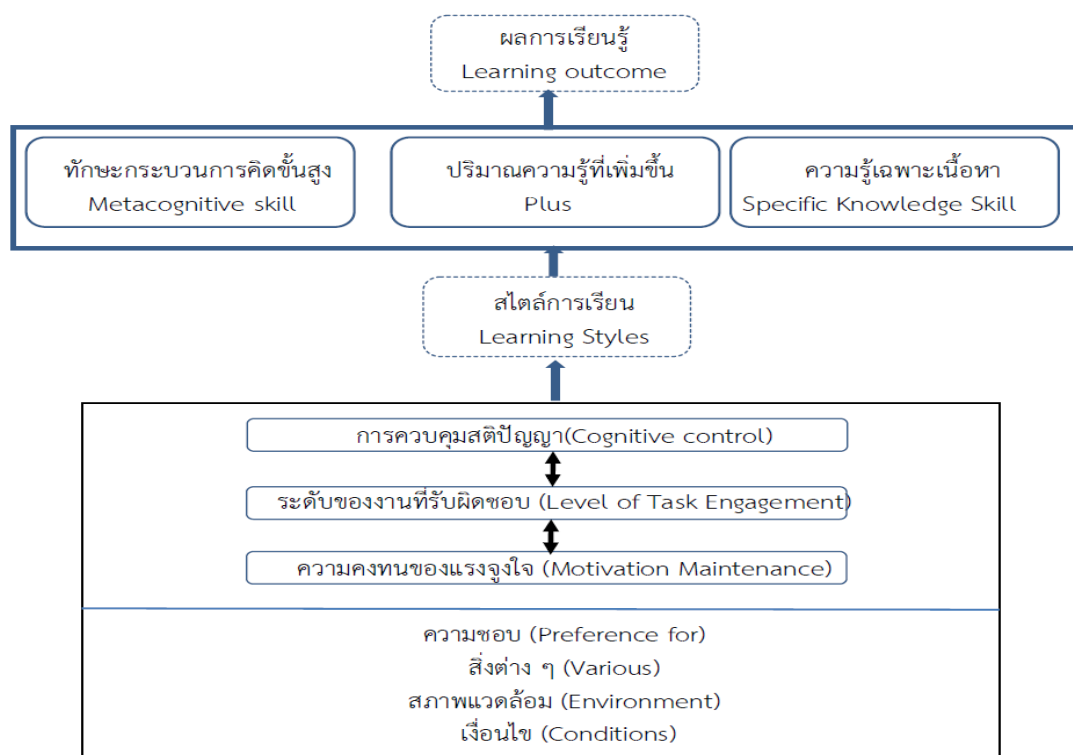 ผลการเรียนรู้
Learning outcome
ทักษะกระบวนการคิดขั้นสูง
Metacognitive skill
ปริมาณความรู้ที่เพิ่มขึ้น
Plus
ความรู้เฉพาะเนื้อหา
Specific Knowledge Skill
สไตล์การเรียน
Learning Styles
การควบคุมสติปัญญา(Cognitive control)
ระดับของงานที่รับผิดชอบ (Level of Task Engagement)
ความคงทนของแรงจูงใจ (Motivation Maintenance)
ความชอบ (Preference for)
สิ่งต่าง ๆ (Various)
สภาพแวดล้อม (Environment)
เงื่อนไข (Conditions)